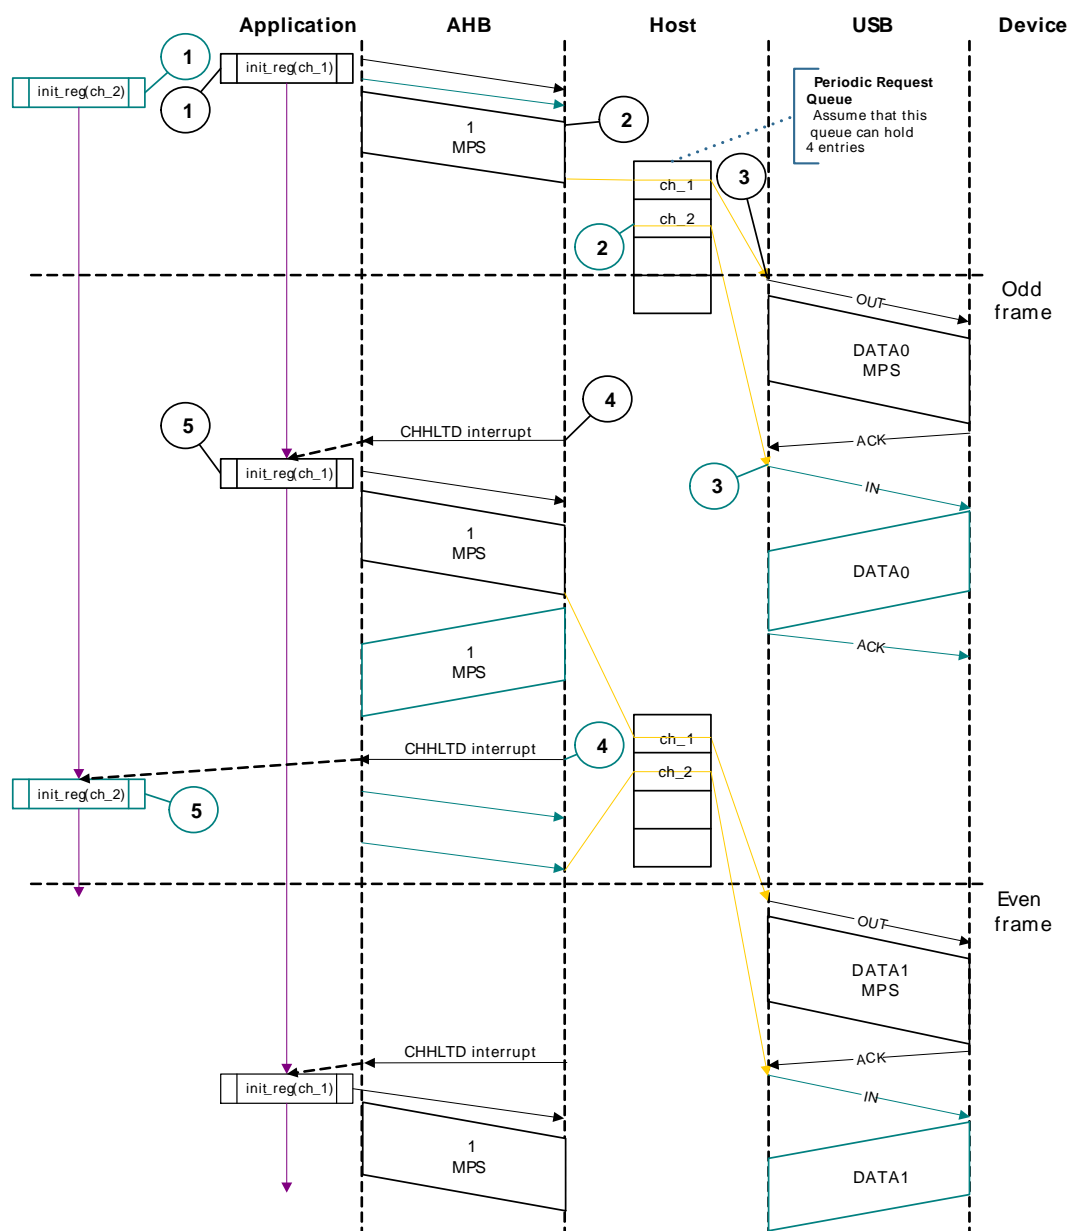 Application
AHB
Host
USB
Device
1
init_reg(ch_1)
init_reg(ch_2)
1
Periodic Request
Queue
Assume that this
queue can hold
4 entries
1
MPS
2
ch_1
3
ch_2
2
Odd
frame
OUT
DATA0
MPS
4
5
CHHLTD interrupt
ACK
init_reg(ch_1)
3
IN
1
MPS
DATA0
1
MPS
ACK
CHHLTD interrupt
4
ch_1
ch_2
init_reg(ch_2)
5
Even
frame
OUT
DATA1
MPS
CHHLTD interrupt
ACK
init_reg(ch_1)
IN
1
MPS
DATA1